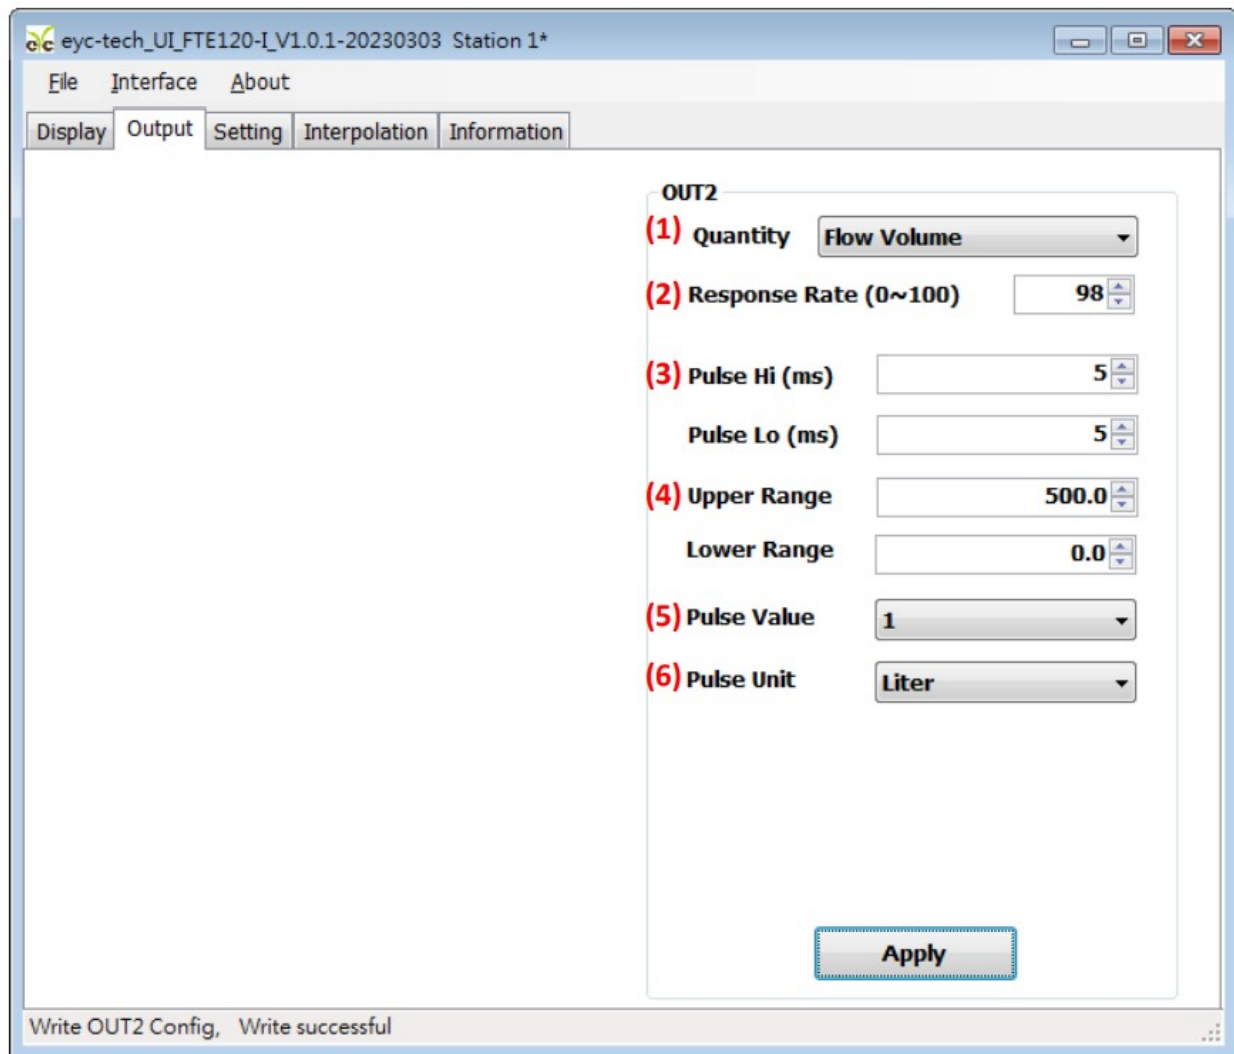 eyc-tech_UI_FTE120-I_V1.0.1-20230303 Station 1*
File Interface About
Display Output Setting Interpolation Information
OUT2
(1) Quantity Flow Volume
(2) Response Rate (0~100) 98
(3) Pulse Hi (ms) 5
Pulse Lo (ms) 5
(4) Upper Range 500.0
Lower Range 0.0
(5) Pulse Value 1
(6) Pulse Unit Liter
Apply
Write OUT2 Config, Write successful